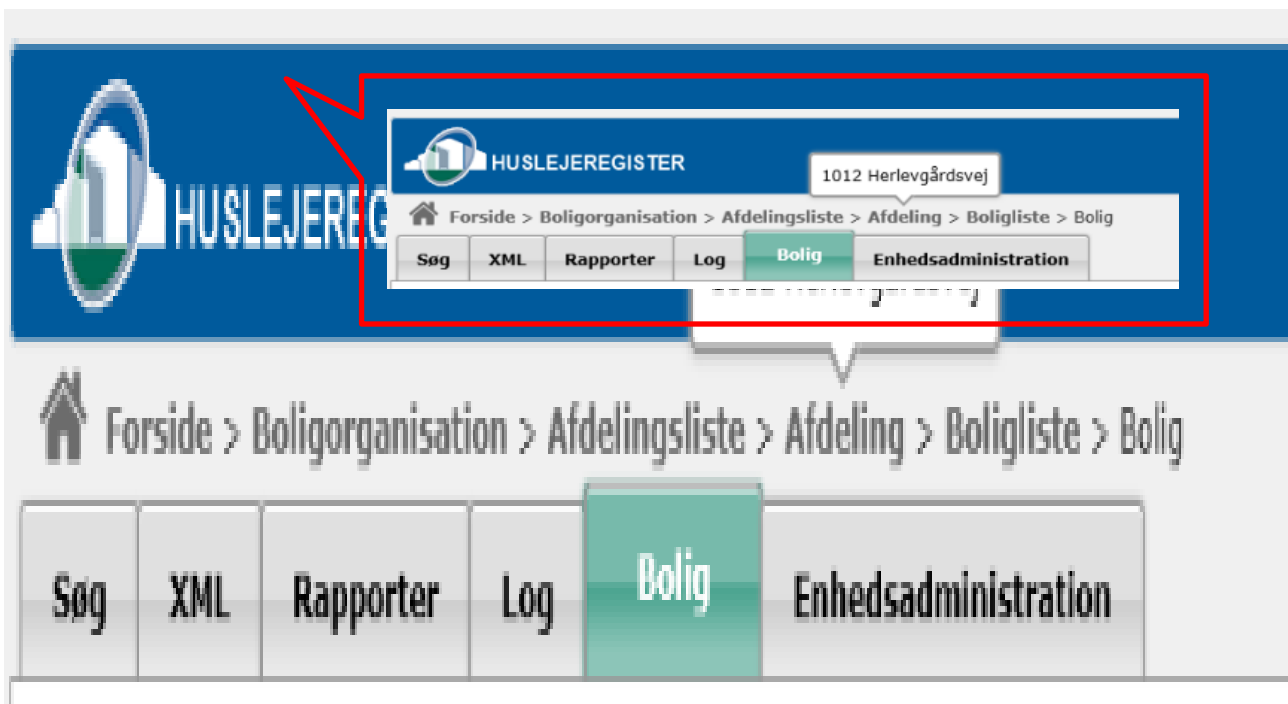 HUSLEJEREGISTER
1012 Herlevgårdsvej
Forside > Boligorganisation > Afdelingsliste > Afdeling > Boligliste > Bolig
Søg XML Rapporter Log Bolig Enhedsadministration
HUSLEJEREG
Forside > Boligorganisation > Afdelingsliste > Afdeling > Boligliste > Bolig
Søg XML Rapporter Log Bolig Enhedsadministration